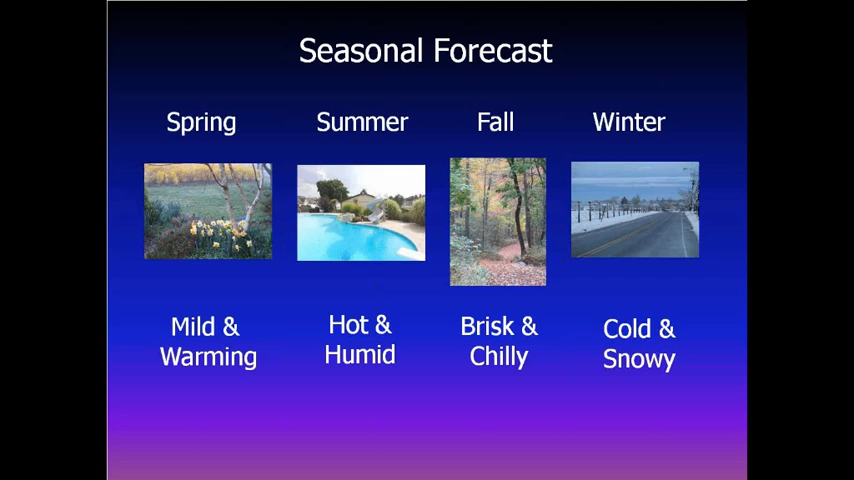 Seasonal Forecast
Spring Summer Fall Winter
Mild & Hot & Brisk & Cold &
Warming Humid Chilly Snowy